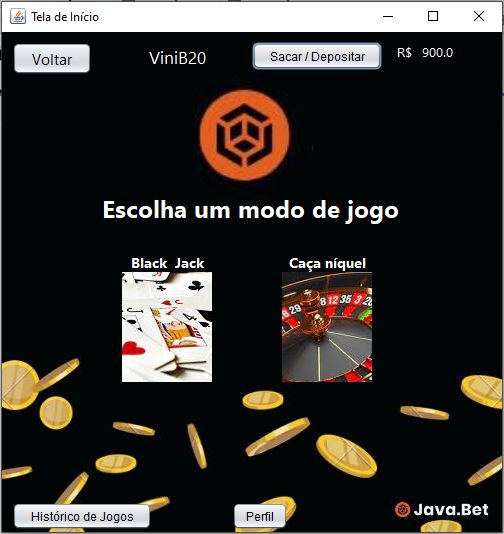 Tela de Início
Voltar
ViniB20
Sacar / Depositar
R$ 900.0
Escolha um modo de jogo
Black Jack
Caça níquel
Histórico de Jogos
Perfil
Java.Bet